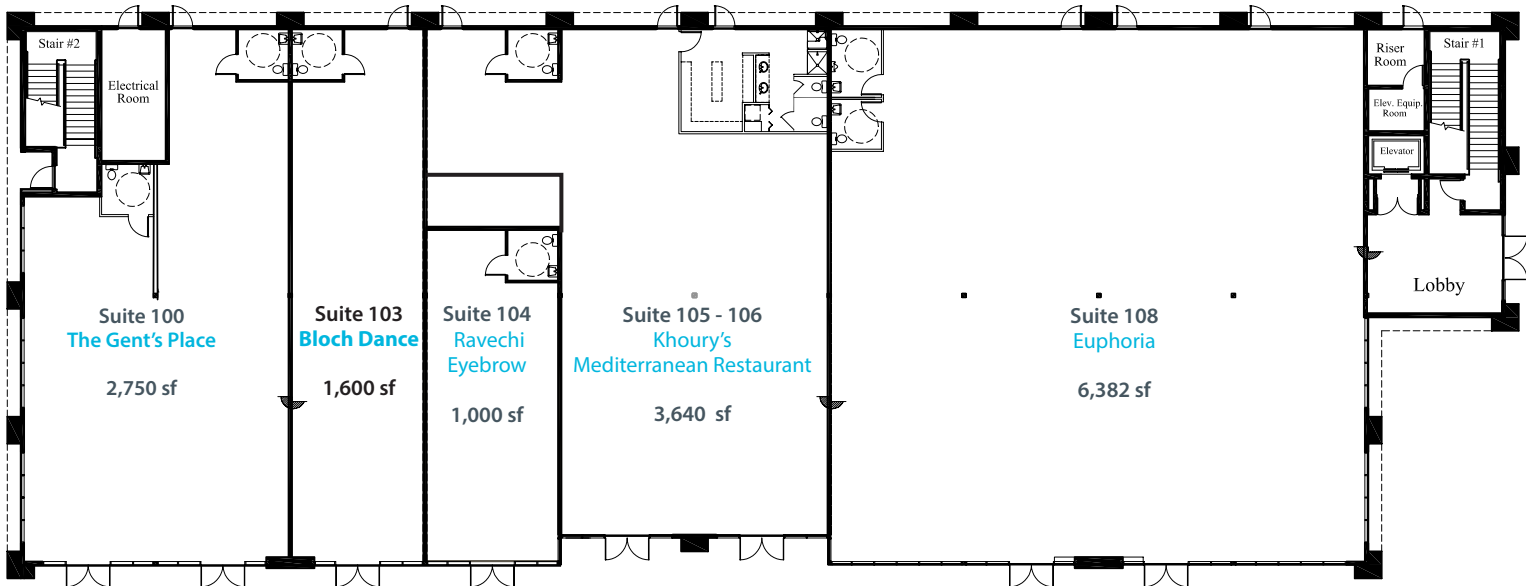 Stair #2
Electrical
Room
Riser
Room
Stair #1
Elev. Equip.
Room
Elevator
Lobby
Suite 100
The Gent's Place
2,750 sf
Suite 103
Bloch Dance
1,600 sf
Suite 104
Ravechi
Eyebrow
1,000 sf
Suite 105 - 106
Khoury's
Mediterranean Restaurant
3,640 sf
Suite 108
Euphoria
6,382 sf